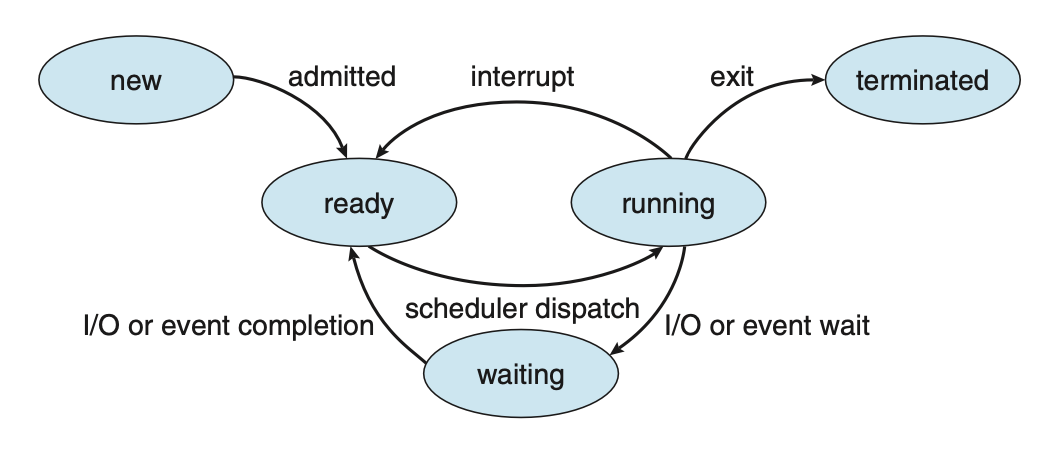 new
admitted
interrupt
exit
terminated
ready
running
scheduler dispatch
I/O or event completion
I/O or event wait
waiting